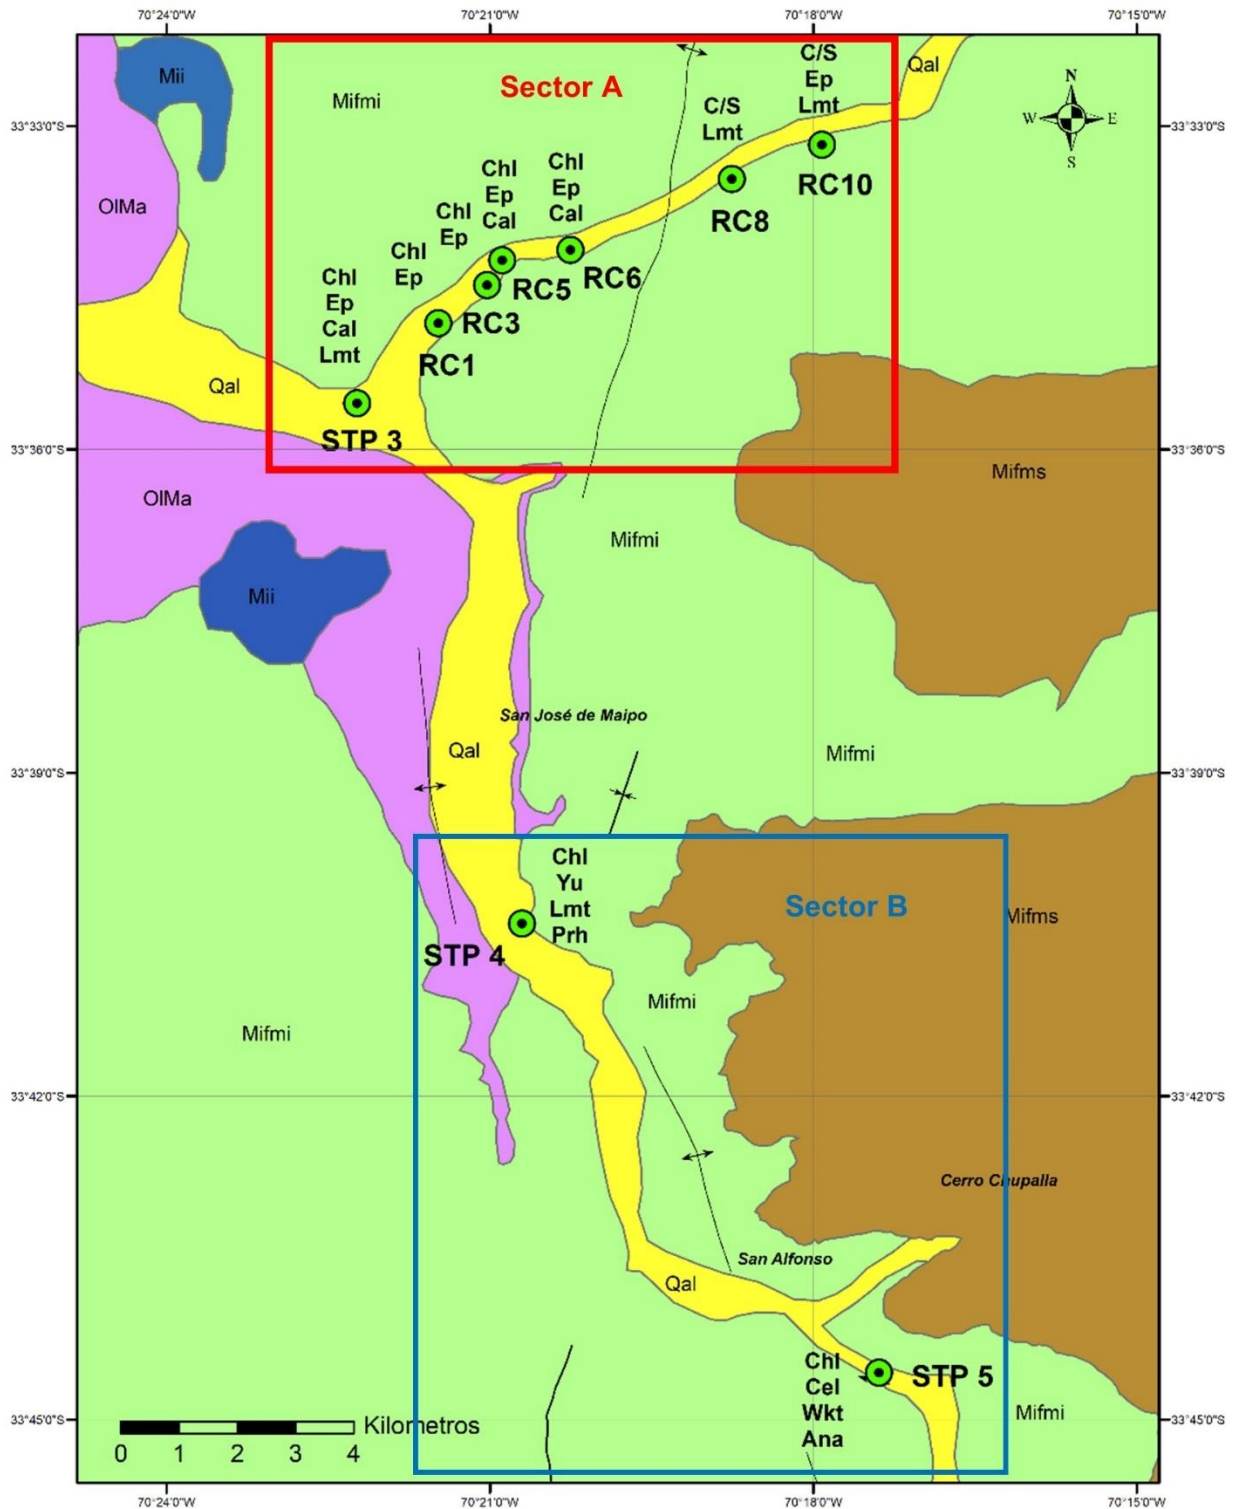 70°24'0"W
70°21'0"W
70°18'0"W
70°15'0"W
Mii
Mifmi
Sector A
C/S
Ep
Lmt
Qal
N
W
E
S
33°33'0"S
33°33'0"S
C/S
Lmt
RC10
OlMa
Chl
Ep
Cal
Chl
Ep
Cal
RC8
Chl
Ep
Chl
Ep
RC6
RC5
Chl
Ep
Cal
Lmt
RC3
RC1
Qal
STP 3
33°36'0"S
33°36'0"S
Mifms
OlMa
Mifmi
Mii
San José de Maipo
Qal
Mifmi
33°39'0"S
33°39'0"S
Chl
Yu
Lmt
Prh
Sector B
Mifms
STP 4
Mifmi
Mifmi
33°42'0"S
33°42'0"S
Cerro Chupalla
San Alfonso
Qal
Chl
Cel
Wkt
Ana
STP 5
Mifmi
33°45'0"S
33°45'0"S
Kilometros
0 1 2 3 4
70°24'0"W
70°21'0"W
70°18'0"W
70°15'0"W